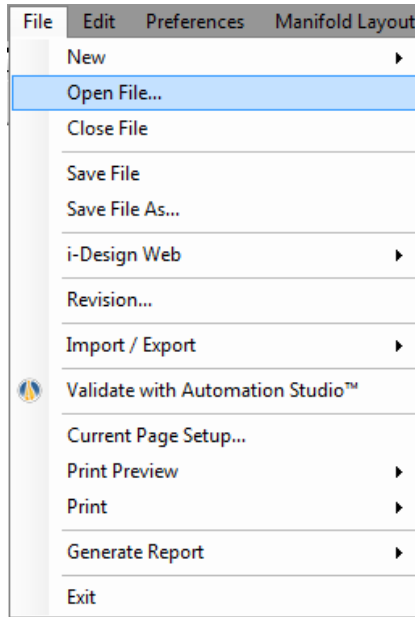 File Edit Preferences Manifold Layout
New
Open File...
Close File
Save File
Save File As...
i-Design Web
Revision...
Import / Export
Validate with Automation Studio™
Current Page Setup...
Print Preview
Print
Generate Report
Exit